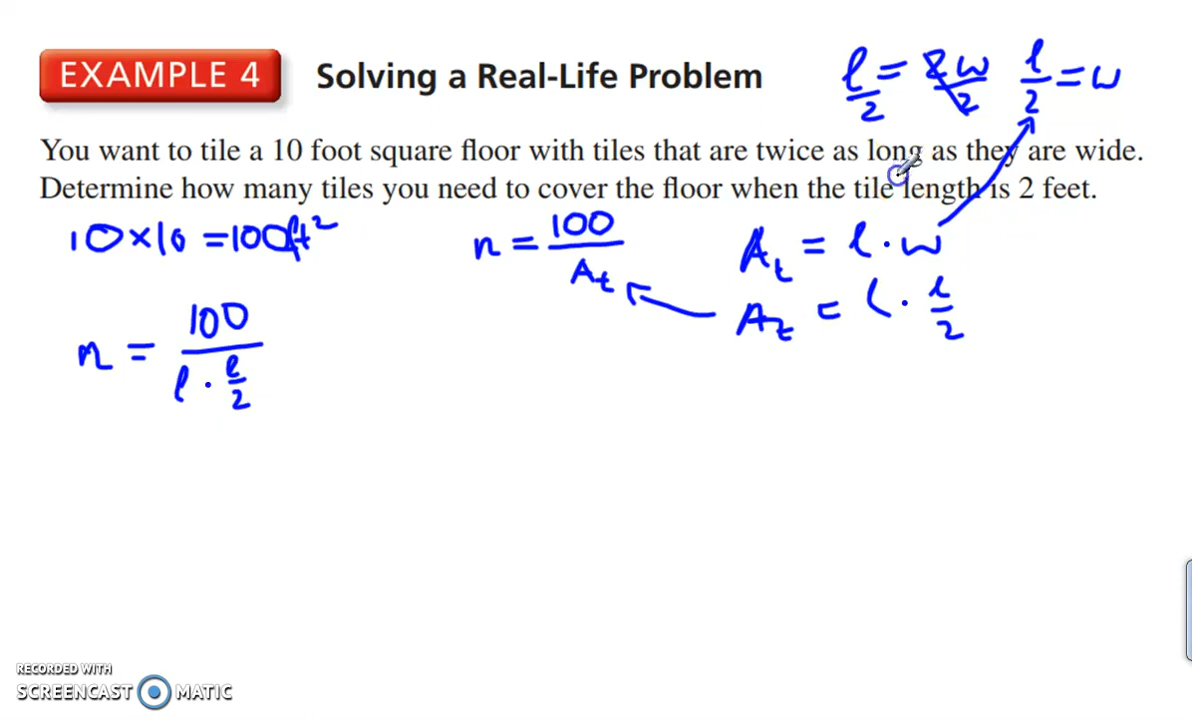 EXAMPLE 4 Solving a Real-Life Problem
l/2 = 2w/2 l/2 = w
You want to tile a 10 foot square floor with tiles that are twice as long as they are wide.
Determine how many tiles you need to cover the floor when the tile length is 2 feet.
10 × 10 = 100ft²
n = 100/A_t
A_t = l · w
A_t = l · l/2
n = 100/(l · l/2)
RECORDED WITH
SCREENCAST MATIC